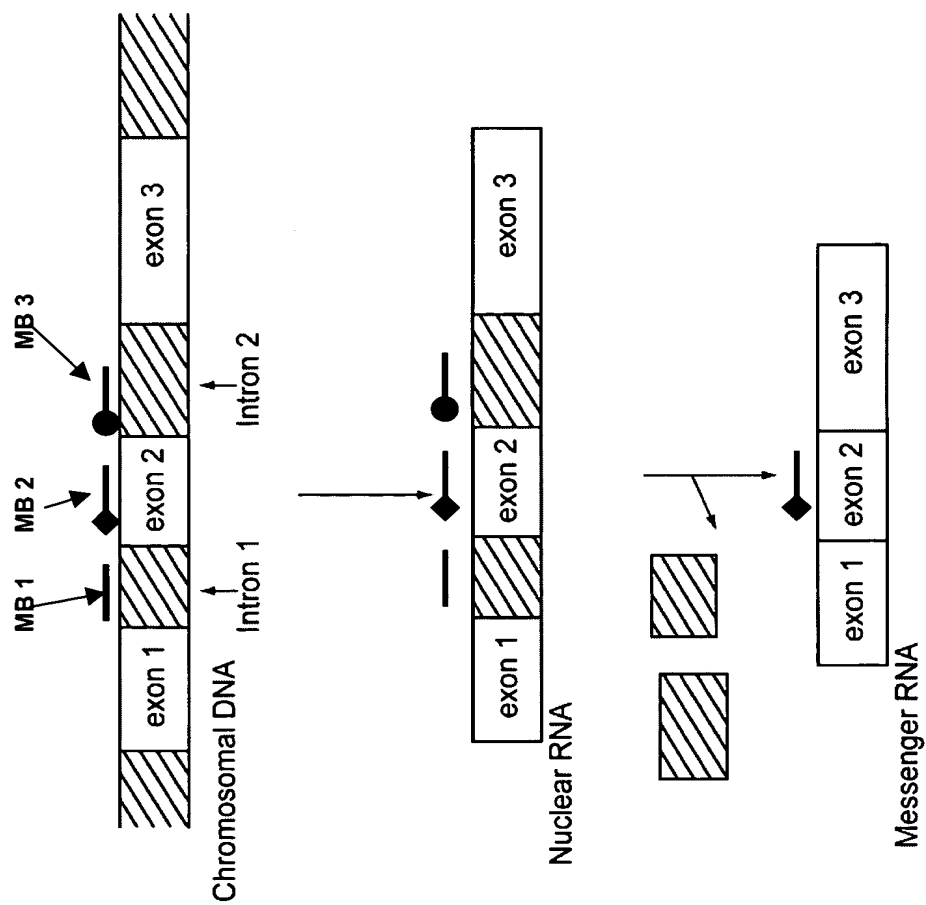 MB 1
MB 2
MB 3
exon 1
exon 2
exon 3
Intron 1
Intron 2
Chromosomal DNA
exon 1
exon 2
exon 3
Nuclear RNA
exon 1
exon 2
exon 3
Messenger RNA